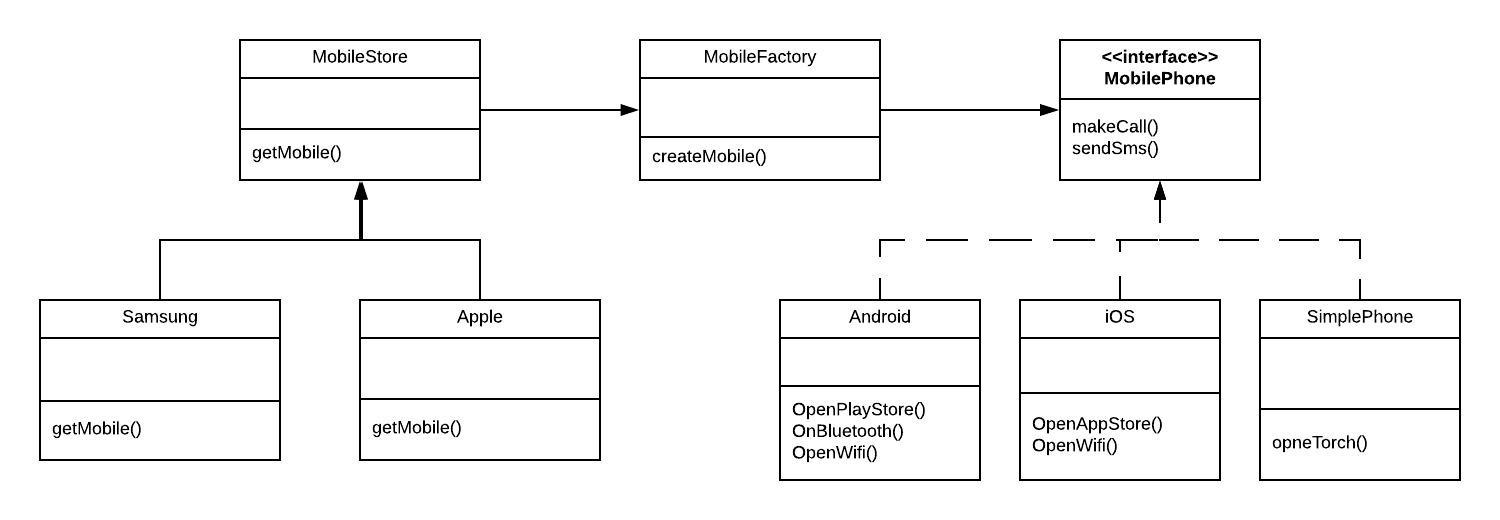 MobileStore
getMobile()
MobileFactory
createMobile()
<<interface>>
MobilePhone
makeCall()
sendSms()
Samsung
getMobile()
Apple
getMobile()
Android
OpenPlayStore()
OnBluetooth()
OpenWifi()
iOS
OpenAppStore()
OpenWifi()
SimplePhone
opneTorch()